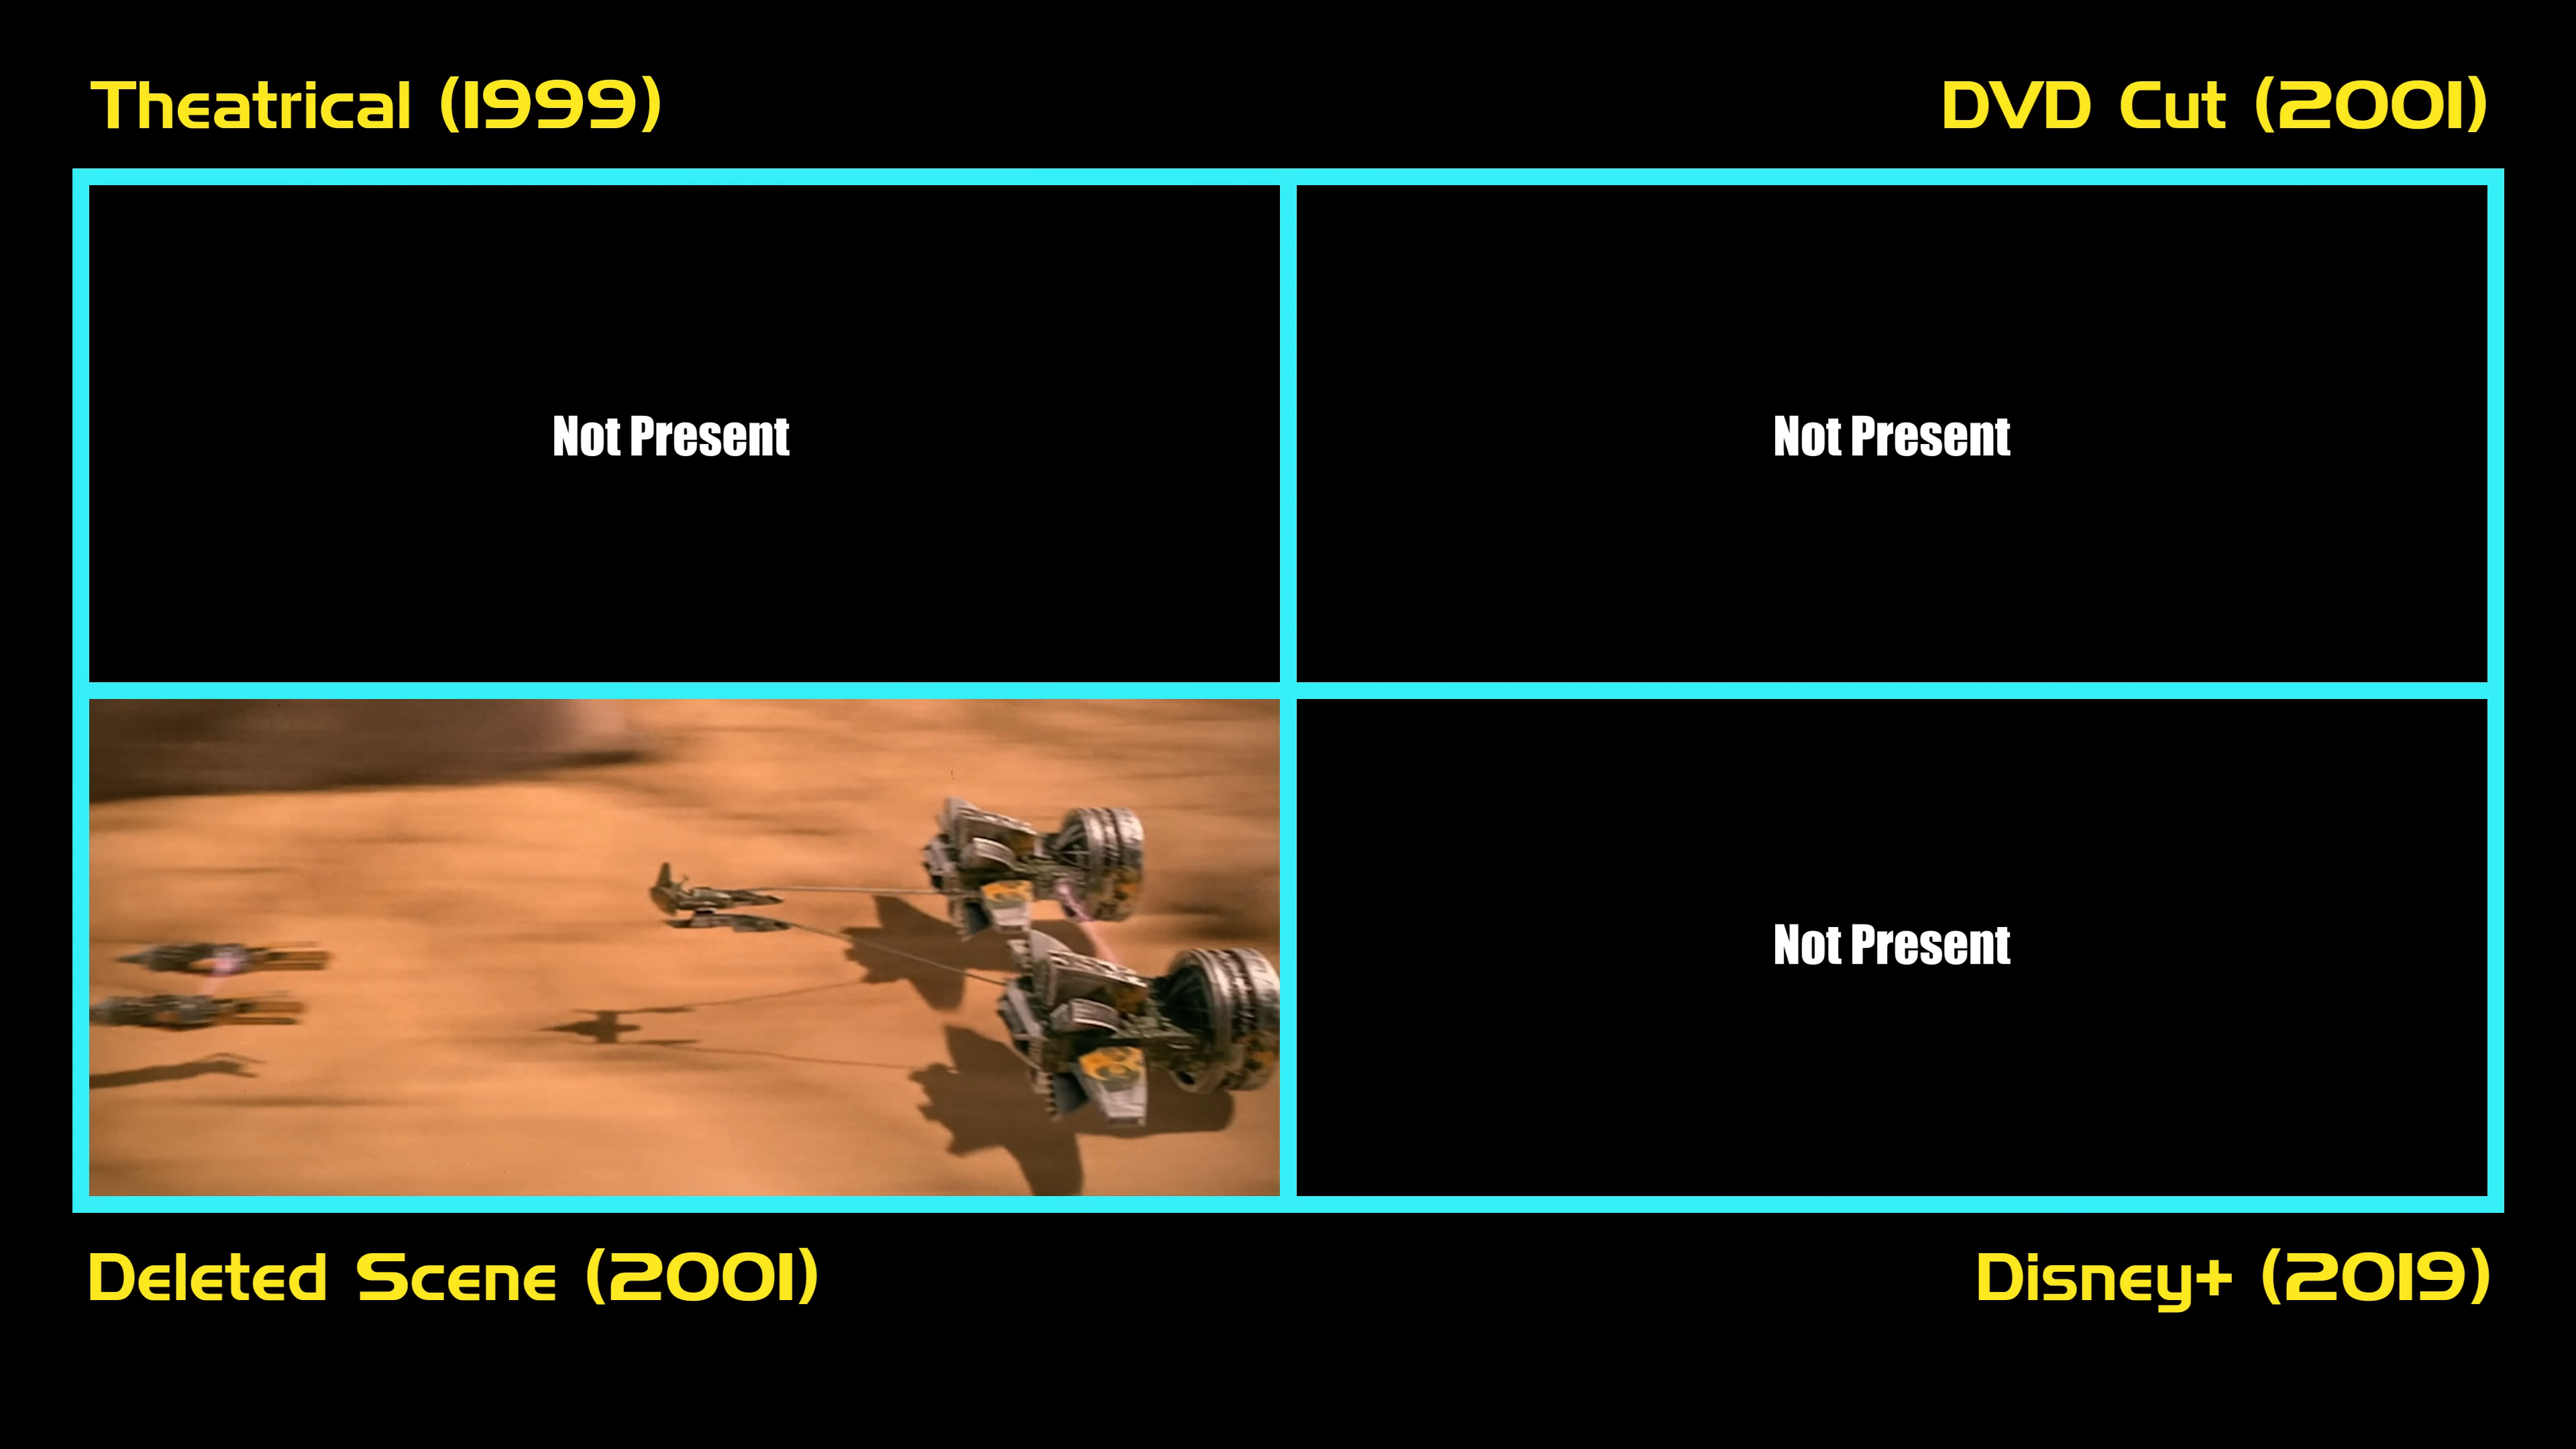 Theatrical (1999)
DVD Cut (2001)
Not Present
Not Present
Not Present
Deleted Scene (2001)
Disney+ (2019)